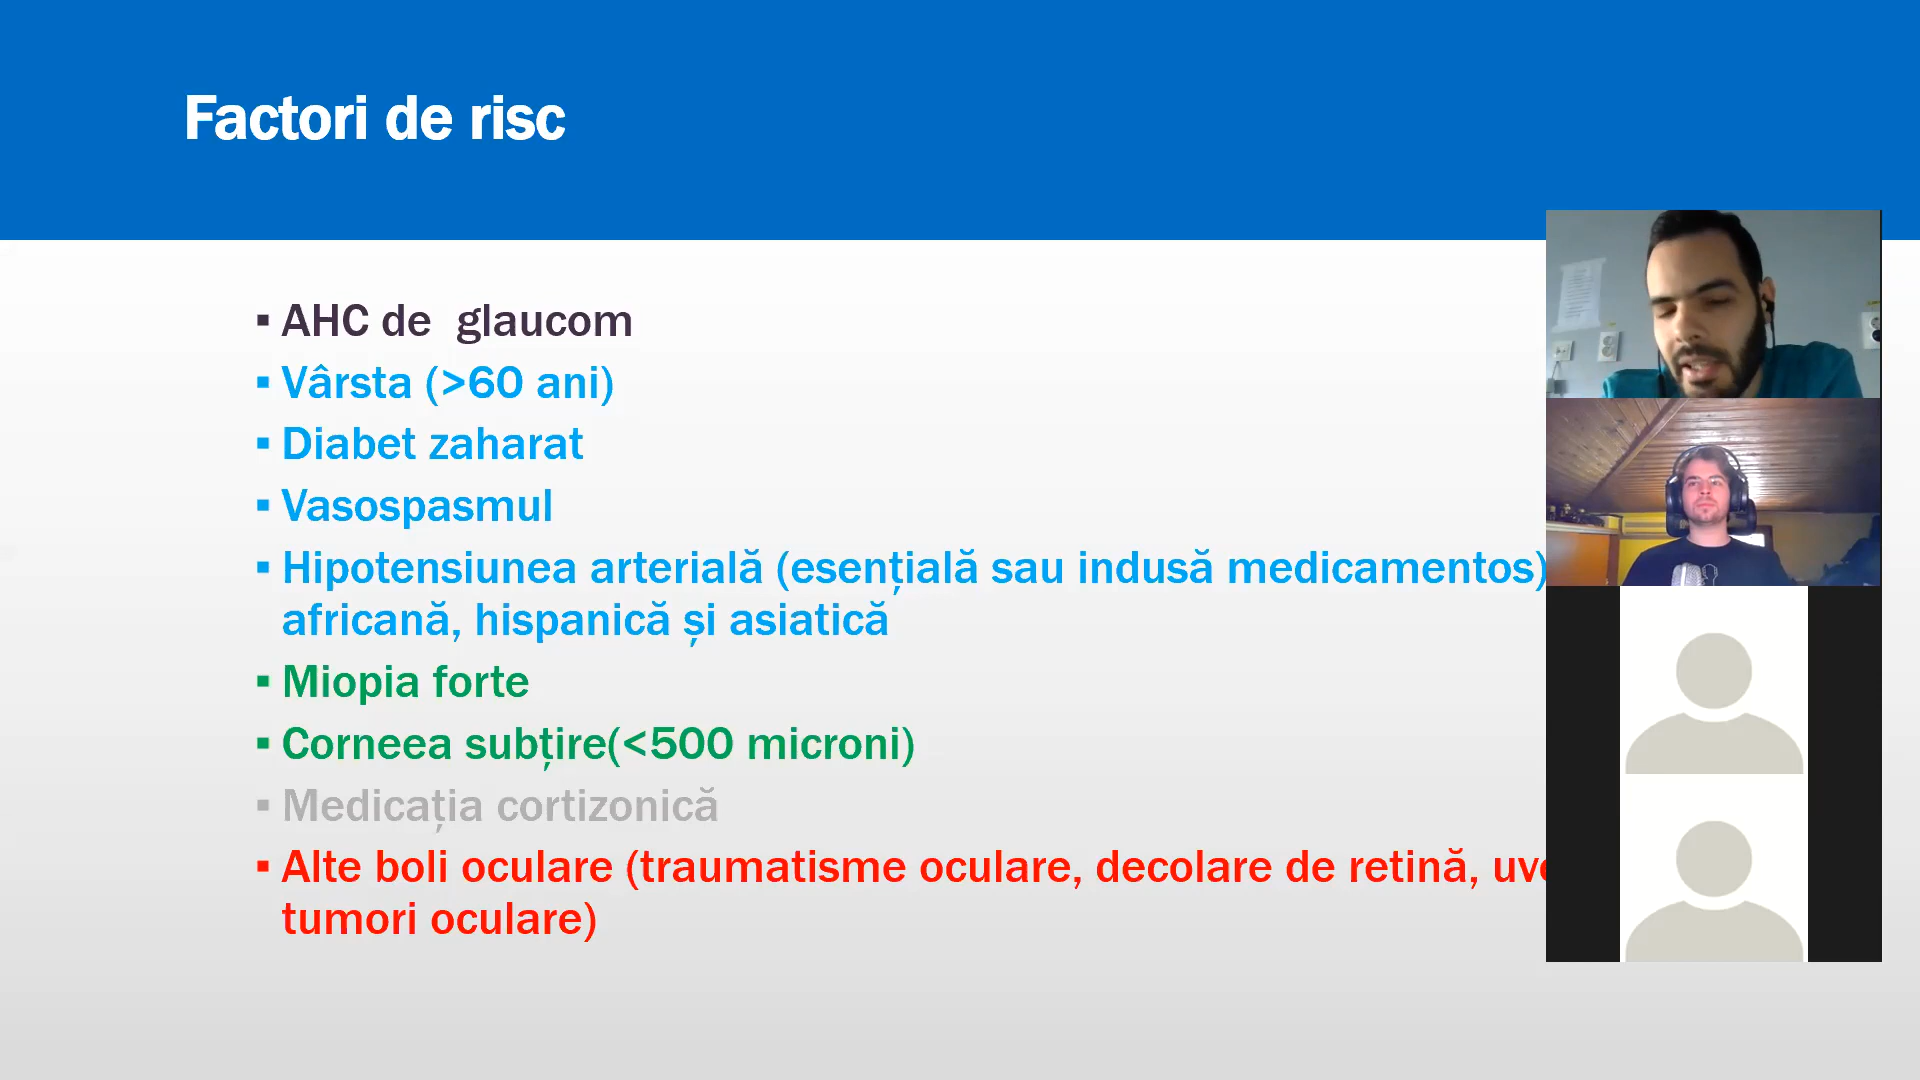 Factori de risc
▪ AHC de  glaucom
▪ Vârsta (>60 ani)
▪ Diabet zaharat
▪ Vasospasmul
▪ Hipotensiunea arterială (esențială sau indusă medicamentos)
africană, hispanică și asiatică
▪ Miopia forte
▪ Corneea subțire(<500 microni)
▪ Medicația cortizonică
▪ Alte boli oculare (traumatisme oculare, decolare de retină,
tumori oculare)